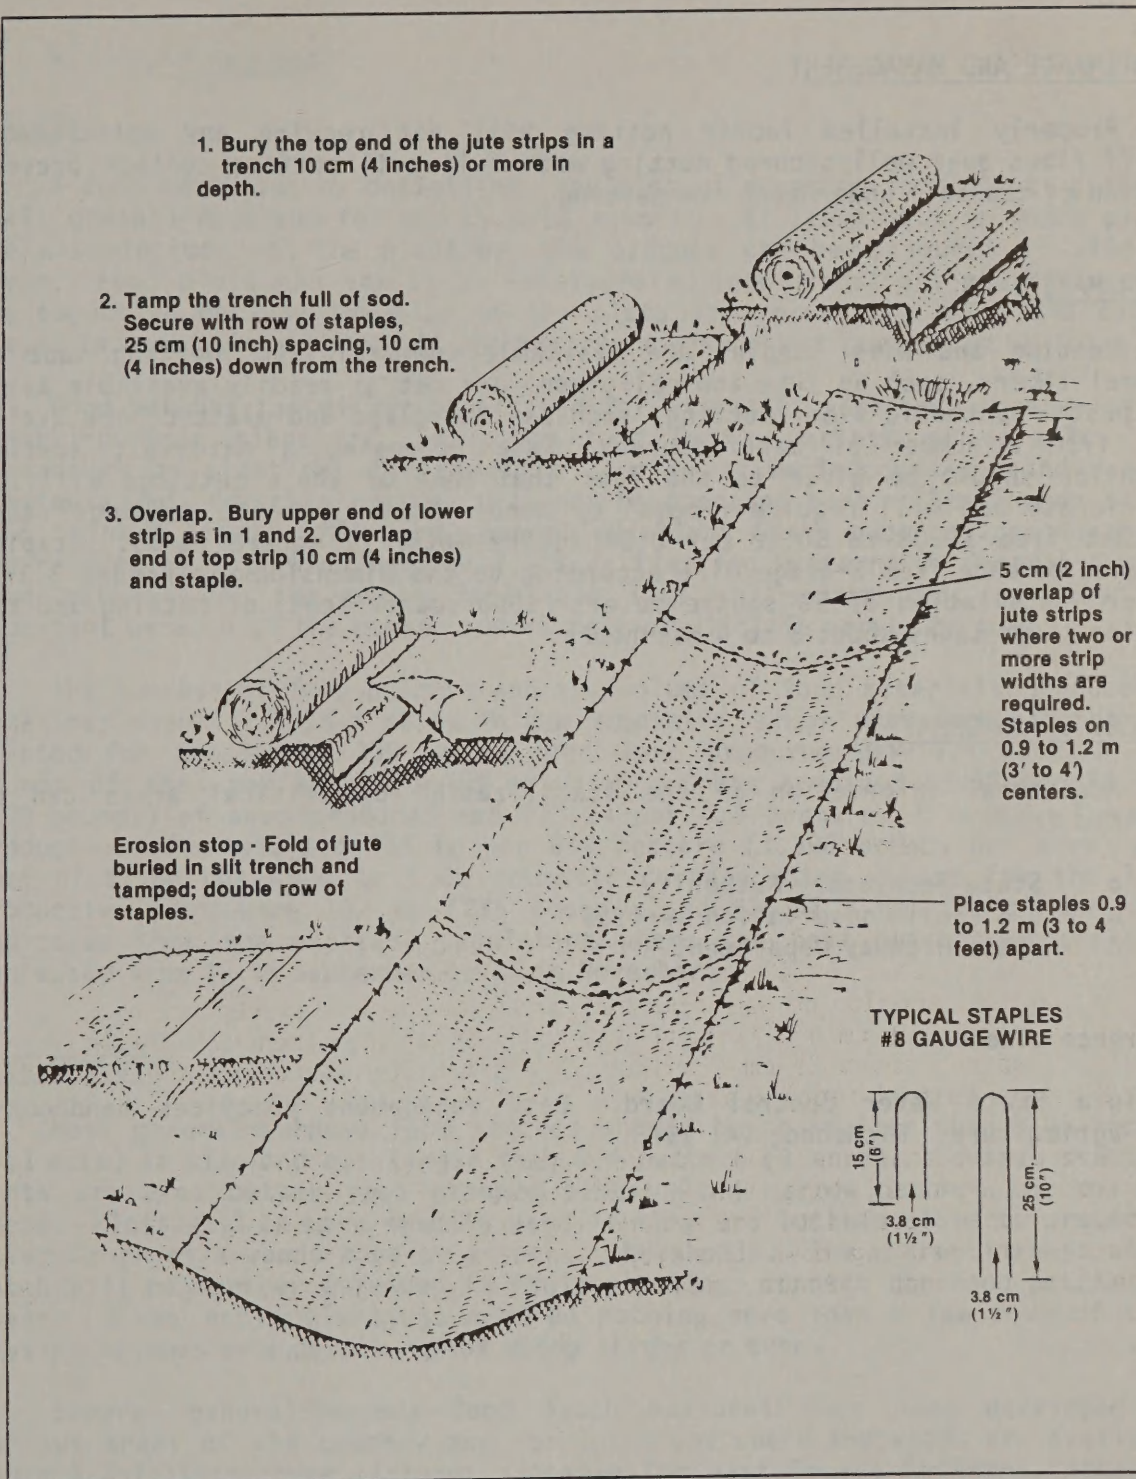 1. Bury the top end of the jute strips in a
trench 10 cm (4 inches) or more in
depth.
2. Tamp the trench full of sod.
Secure with row of staples,
25 cm (10 inch) spacing, 10 cm
(4 inches) down from the trench.
3. Overlap. Bury upper end of lower
strip as in 1 and 2. Overlap
end of top strip 10 cm (4 inches)
and staple.
5 cm (2 inch)
overlap of
jute strips
where two or
more strip
widths are
required.
Staples on
0.9 to 1.2 m
(3' to 4')
centers.
Erosion stop - Fold of jute
buried in slit trench and
tamped; double row of
staples.
Place staples 0.9
to 1.2 m (3 to 4
feet) apart.
TYPICAL STAPLES
#8 GAUGE WIRE
15 cm
(6")
3.8 cm
(1½")
25 cm.
(10")
3.8 cm
(1½")